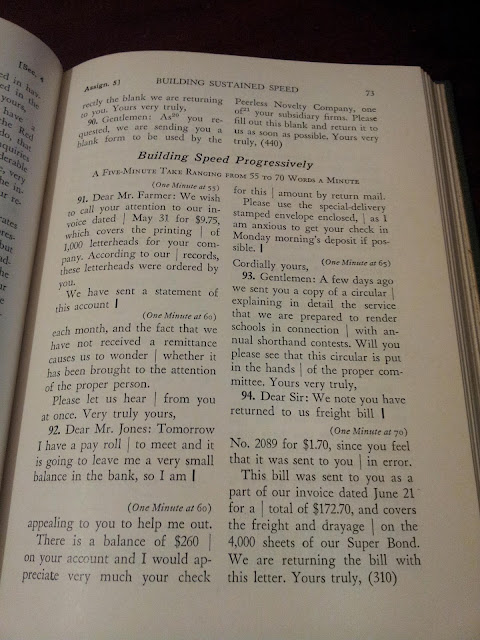 [Sec. 4
Assign. 5]
BUILDING SUSTAINED SPEED
73
rectly the blank we are returning
to you. Yours very truly,
90. Gentlemen: As²⁰ you re-
quested, we are sending you a
blank form to be used by the
Peerless Novelty Company, one
of²¹ your subsidiary firms. Please
fill out this blank and return it to
us as soon as possible. Yours very
truly, (440)
Building Speed Progressively
A FIVE-MINUTE TAKE RANGING FROM 55 TO 70 WORDS A MINUTE
(One Minute at 55)
91. Dear Mr. Farmer: We wish
to call your attention to our in-
voice dated | May 31 for $9.75,
which covers the printing | of
1,000 letterheads for your com-
pany. According to our | records,
these letterheads were ordered by
you.
We have sent a statement of
this account |
(One Minute at 60)
each month, and the fact that we
have not received a remittance
causes us to wonder | whether it
has been brought to the attention
of the proper person.
Please let us hear | from you
at once. Very truly yours,
92. Dear Mr. Jones: Tomorrow
I have a pay roll | to meet and it
is going to leave me a very small
balance in the bank, so I am |
(One Minute at 60)
appealing to you to help me out.
There is a balance of $260 |
on your account and I would ap-
preciate very much your check
for this | amount by return mail.
Please use the special-delivery
stamped envelope enclosed, | as I
am anxious to get your check in
Monday morning's deposit if pos-
sible. |
(One Minute at 65)
Cordially yours,
93. Gentlemen: A few days ago
we sent you a copy of a circular |
explaining in detail the service
that we are prepared to render
schools in connection | with an-
nual shorthand contests. Will you
please see that this circular is put
in the hands | of the proper com-
mittee. Yours very truly,
94. Dear Sir: We note you have
returned to us freight bill |
(One Minute at 70)
No. 2089 for $1.70, since you feel
that it was sent to you | in error.
This bill was sent to you as a
part of our invoice dated June 21
for a | total of $172.70, and covers
the freight and drayage | on the
4,000 sheets of our Super Bond.
We are returning the bill with
this letter. Yours truly, (310)